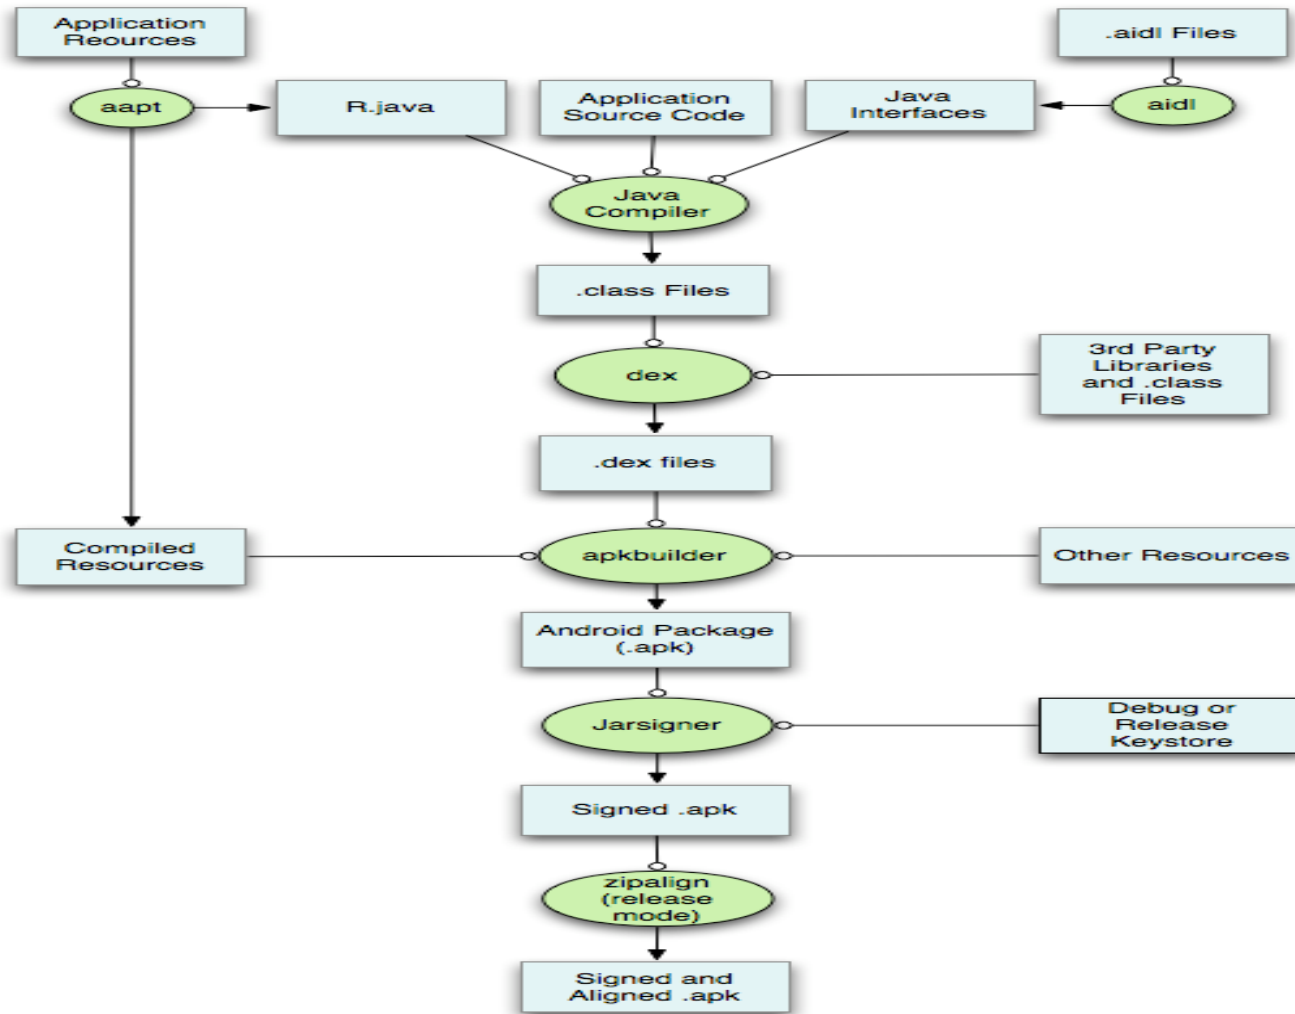 Application
Reources
.aidl Files
aapt
R.java
Application
Source Code
Java
Interfaces
aidl
Java
Compiler
.class Files
dex
3rd Party
Libraries
and .class
Files
.dex files
Compiled
Resources
apkbuilder
Other Resources
Android Package
(.apk)
Jarsigner
Debug or
Release
Keystore
Signed .apk
zipalign
(release
mode)
Signed and
Aligned .apk